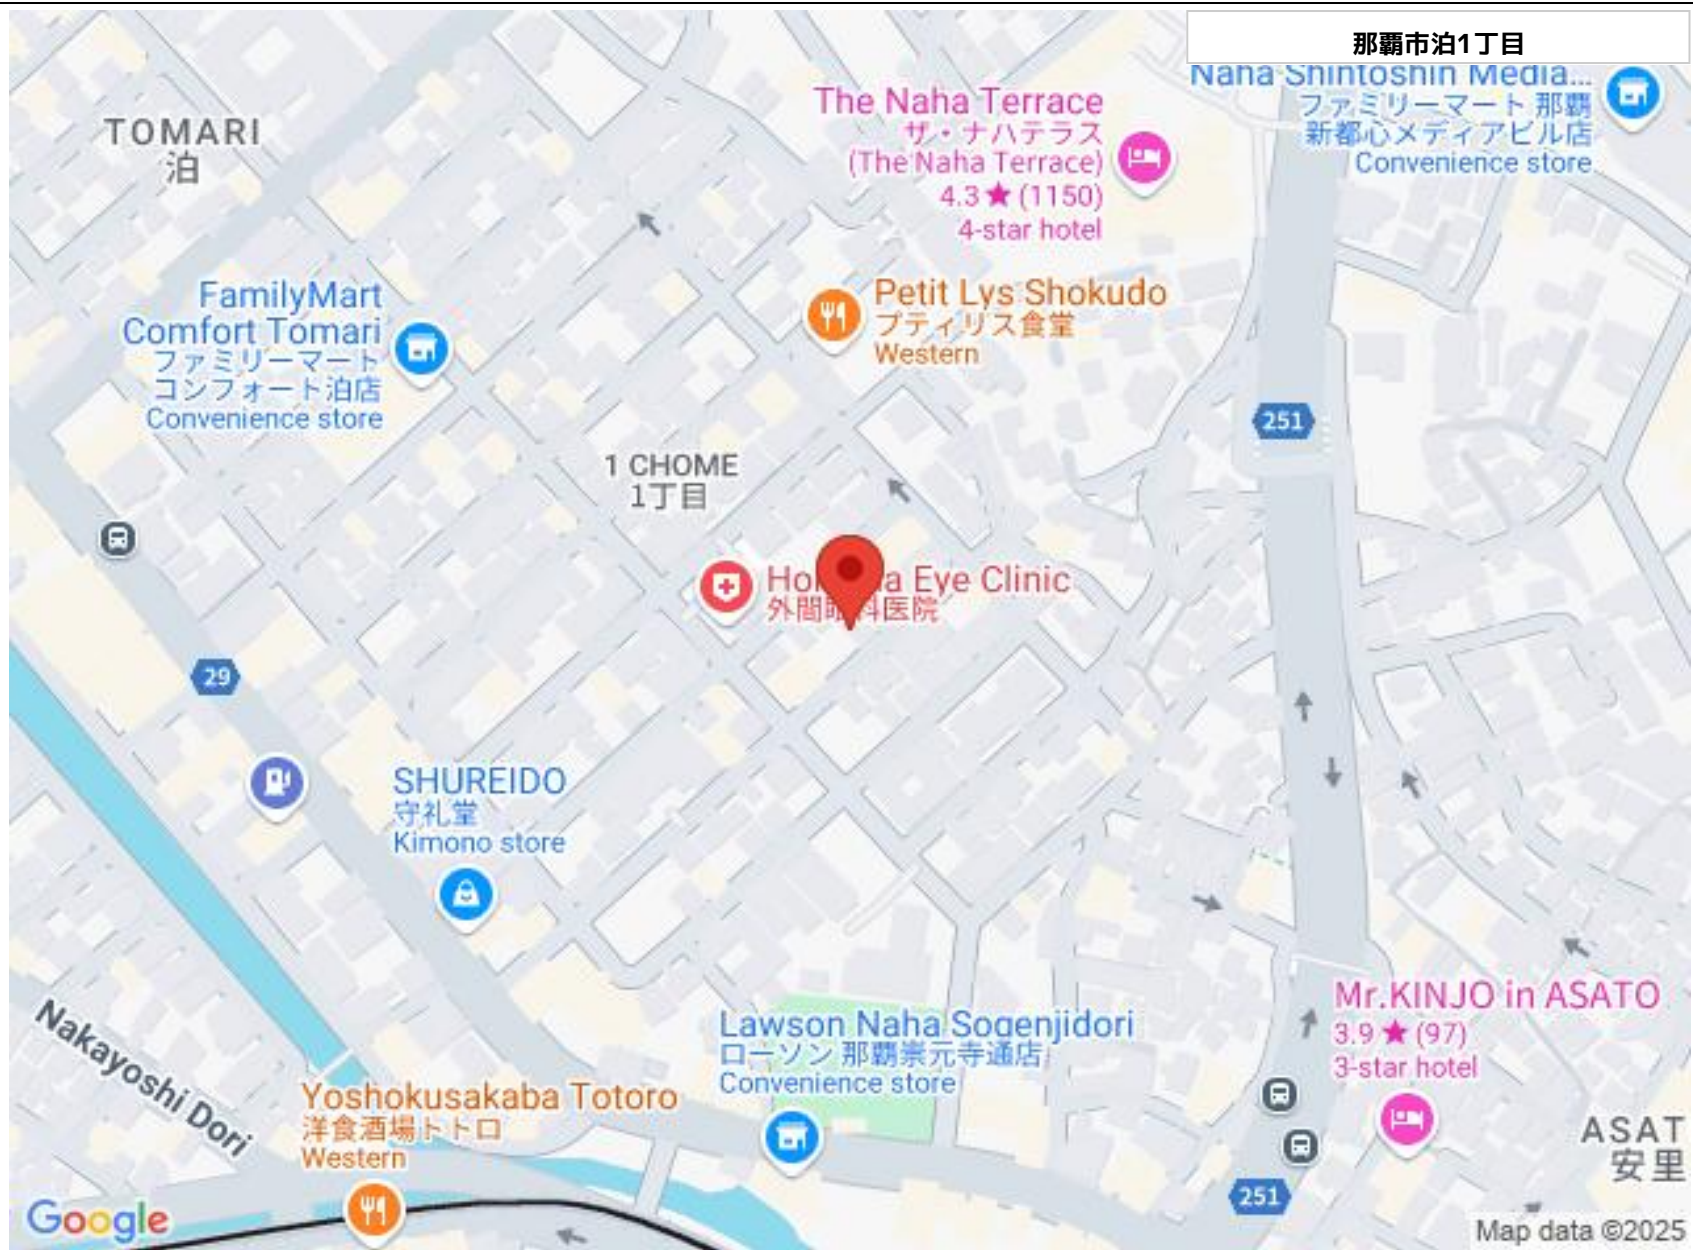 那覇市泊1丁目
TOMARI
泊
The Naha Terrace
ザ・ナハテラス
(The Naha Terrace)
4.3 ★ (1150)
4-star hotel
Naha Shintoshin Media...
ファミリーマート 那覇
新都心メディアビル店
Convenience store
FamilyMart
Comfort Tomari
ファミリーマート
コンフォート泊店
Convenience store
Petit Lys Shokudo
プティリス食堂
Western
251
1 CHOME
1丁目
Eye Clinic
外間眼科医院
29
SHUREIDO
守礼堂
Kimono store
Nakayoshi Dori
Lawson Naha Sogenjidori
ローソン 那覇崇元寺通店
Convenience store
Mr.KINJO in ASATO
3.9 ★ (97)
3-star hotel
Yoshokusakaba Totoro
洋食酒場トトロ
Western
ASAT
安里
251
Google
Map data ©2025